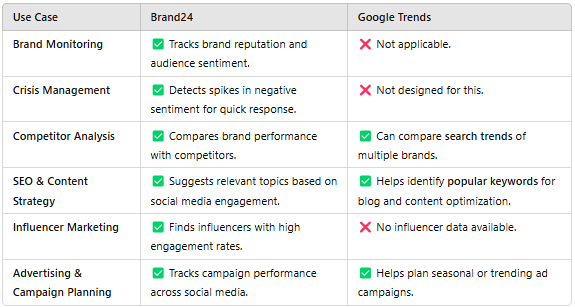 Use Case Brand24 Google Trends
Brand Monitoring ✅ Tracks brand reputation and ❌ Not applicable.
audience sentiment.
Crisis Management ✅ Detects spikes in negative ❌ Not designed for this.
sentiment for quick response.
Competitor Analysis ✅ Compares brand performance ✅ Can compare search trends of
with competitors. multiple brands.
SEO & Content ✅ Suggests relevant topics based on ✅ Helps identify popular keywords for
Strategy social media engagement. blog and content optimization.
Influencer Marketing ✅ Finds influencers with high ❌ No influencer data available.
engagement rates.
Advertising & ✅ Tracks campaign performance ✅ Helps plan seasonal or trending ad
Campaign Planning across social media. campaigns.